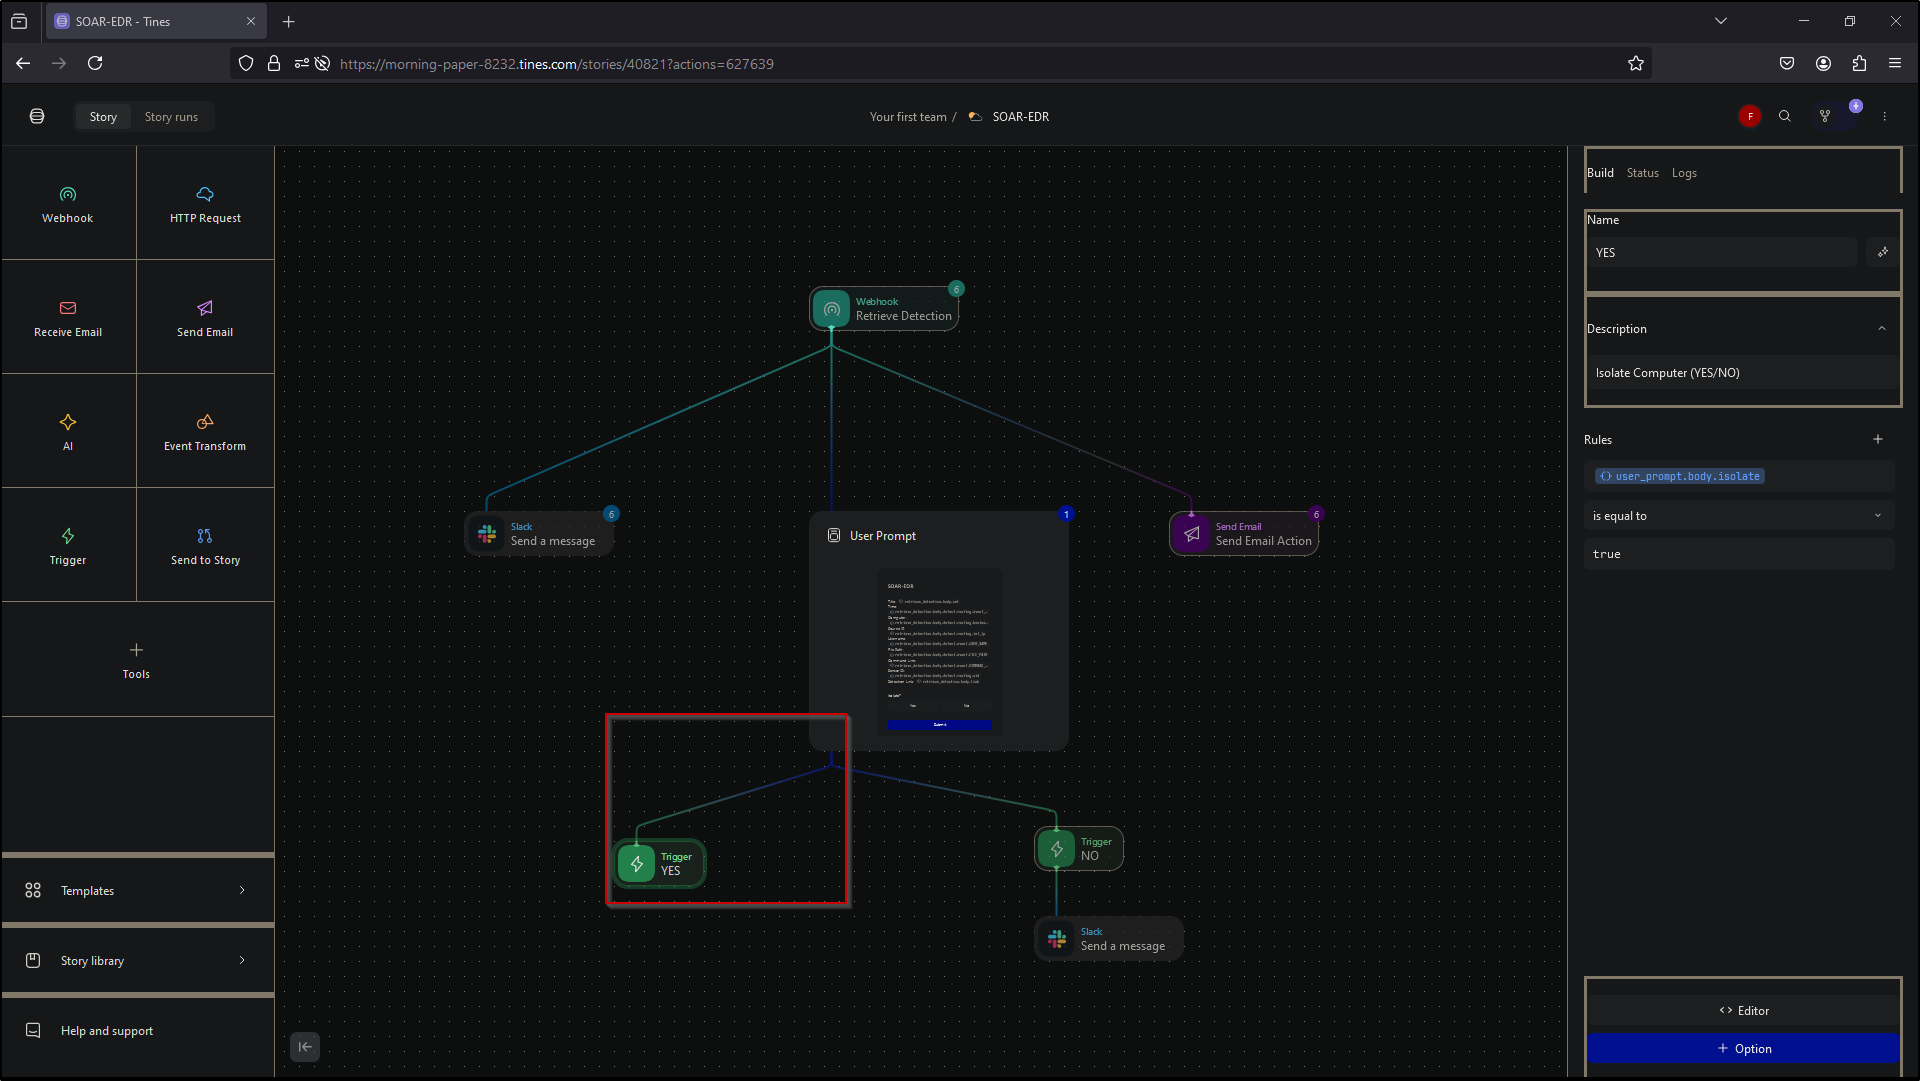 SOAR-EDR - Tines
https://morning-paper-8232.tines.com/stories/40821?actions=627639
Story
Story runs
Your first team /
SOAR-EDR
F
Webhook
HTTP Request
Receive Email
Send Email
AI
Event Transform
Trigger
Send to Story
Tools
Templates
Story library
Help and support
Webhook
Retrieve Detection
6
Slack
Send a message
6
User Prompt
1
SOAR-EDR
Send Email
Send Email Action
6
Trigger
YES
Trigger
NO
Slack
Send a message
Build
Status
Logs
Name
YES
Description
Isolate Computer (YES/NO)
Rules
user_prompt.body.isolate
is equal to
true
Editor
Option